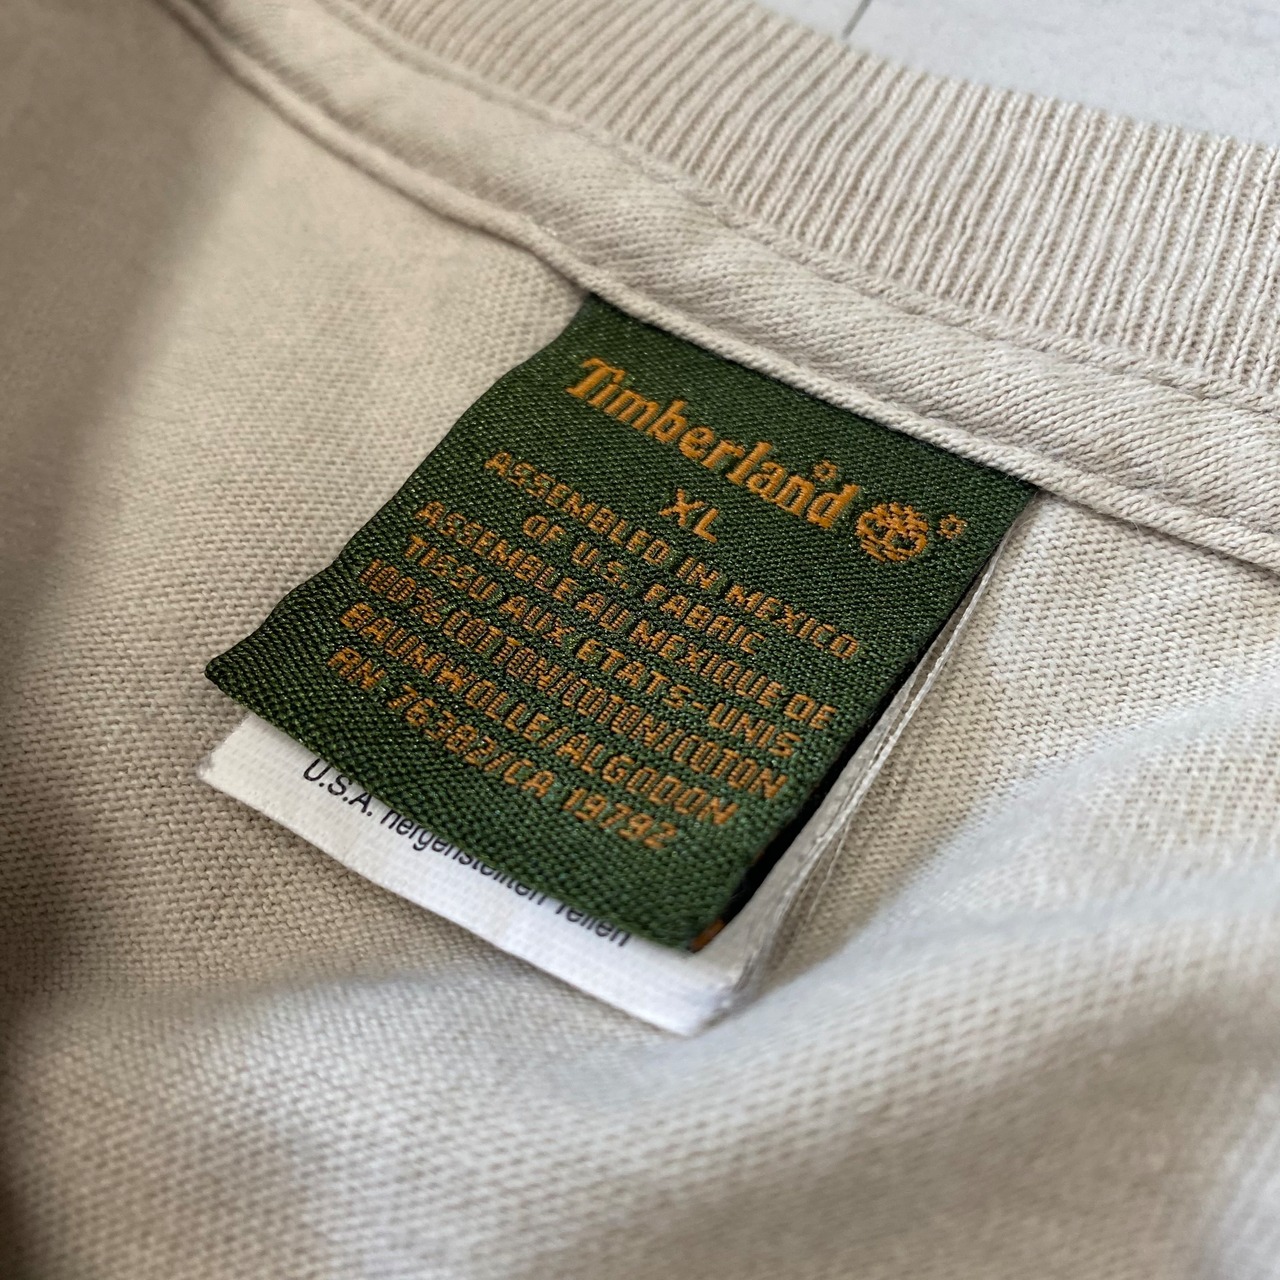 Timberland
XL
ASSEMBLED IN MEXICO
OF U.S. FABRIC
ASSEMBLE AU MEXIQUE DE
TISSU AUX ETATS-UNIS
100% COTTON/COTON/COTON
BAUMWOLLE/ALGODON
RN 76382/CA 19792
U.S.A. hergestellten Teilen